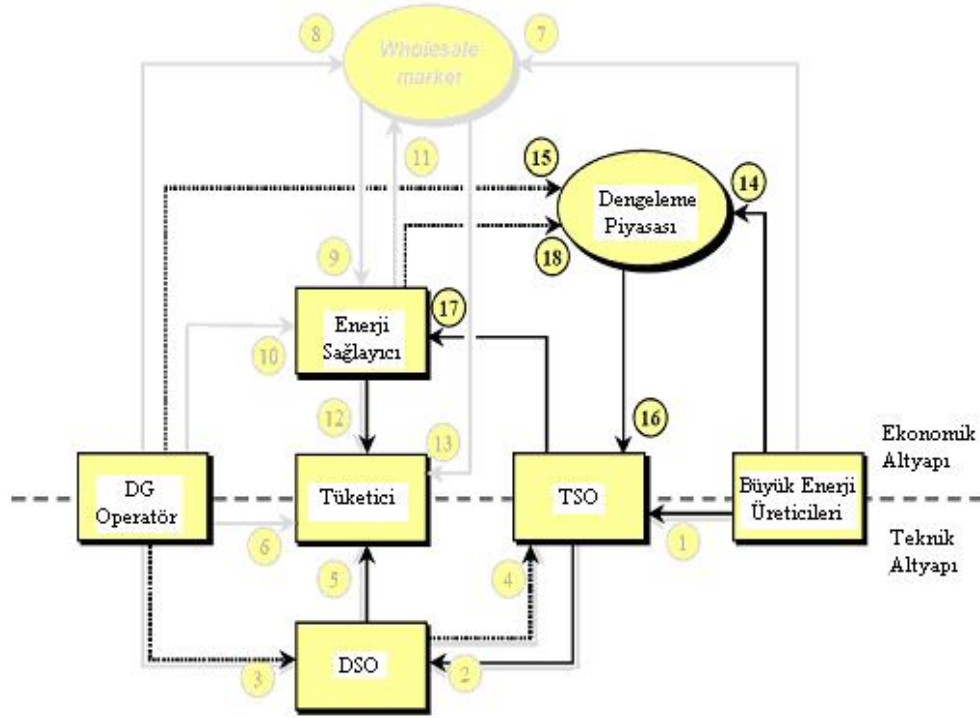 8
Wholesale
market
7
11
15
14
Dengeleme
Piyasası
18
9
17
Enerji
Sağlayıcı
10
12
13
16
Ekonomik
Altyapı
DG
Operatör
Tüketici
TSO
Büyük Enerji
Üreticileri
6
1
Teknik
Altyapı
5
4
3
DSO
2